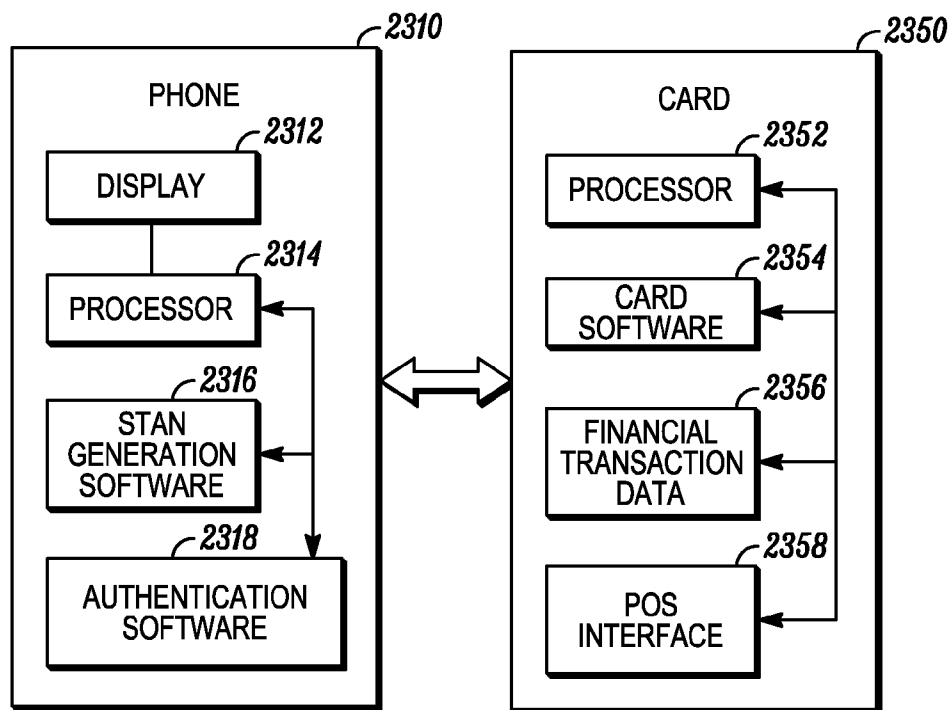 2310
PHONE
2312
DISPLAY
2314
PROCESSOR
2316
STAN
GENERATION
SOFTWARE
2318
AUTHENTICATION
SOFTWARE
2350
CARD
2352
PROCESSOR
2354
CARD
SOFTWARE
2356
FINANCIAL
TRANSACTION
DATA
2358
POS
INTERFACE